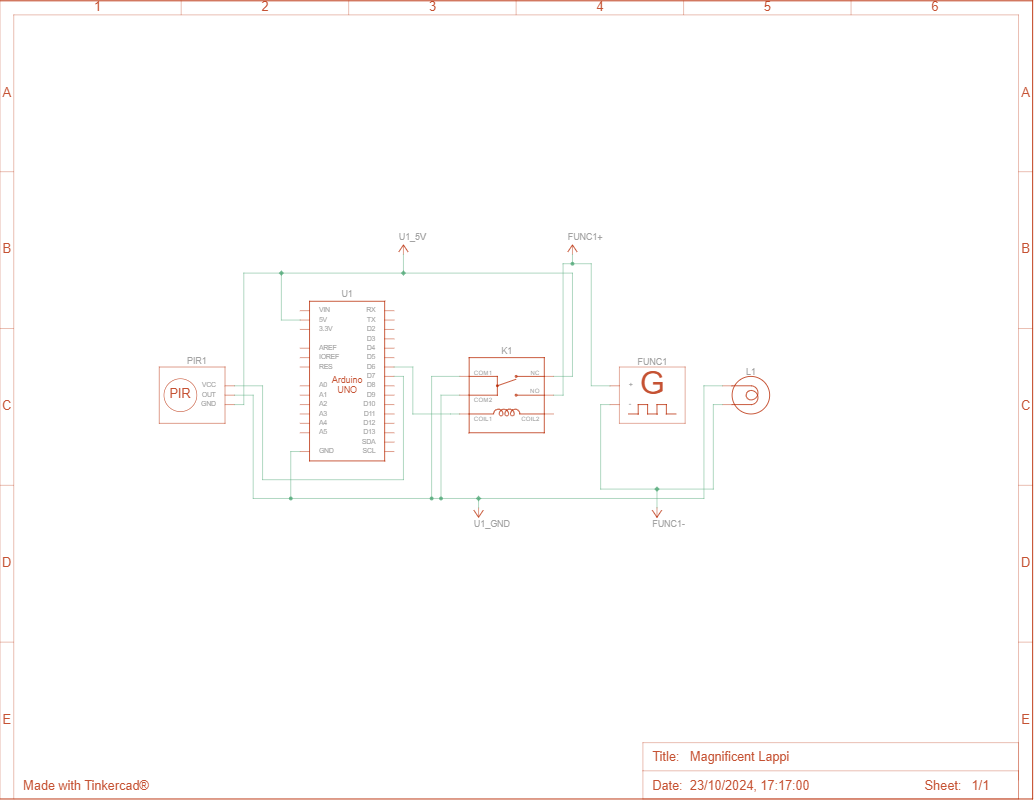 1 2 3 4 5 6
A A
B B
C C
D D
E E
U1_5V
FUNC1+
U1
VIN RX
5V TX
3.3V D2
D3
AREF D4
IOREF D5
RES D6
D7
A0 D8
A1 D9
A2 D10
A3 D11
A4 D12
A5 D13
SDA
GND SCL
Arduino
UNO
PIR1
PIR
VCC
OUT
GND
K1
COM1 NC
NO
COM2
COIL1 COIL2
FUNC1
+ G
-
L1
U1_GND
FUNC1-
Title: Magnificent Lappi
Made with Tinkercad®
Date: 23/10/2024, 17:17:00 Sheet: 1/1